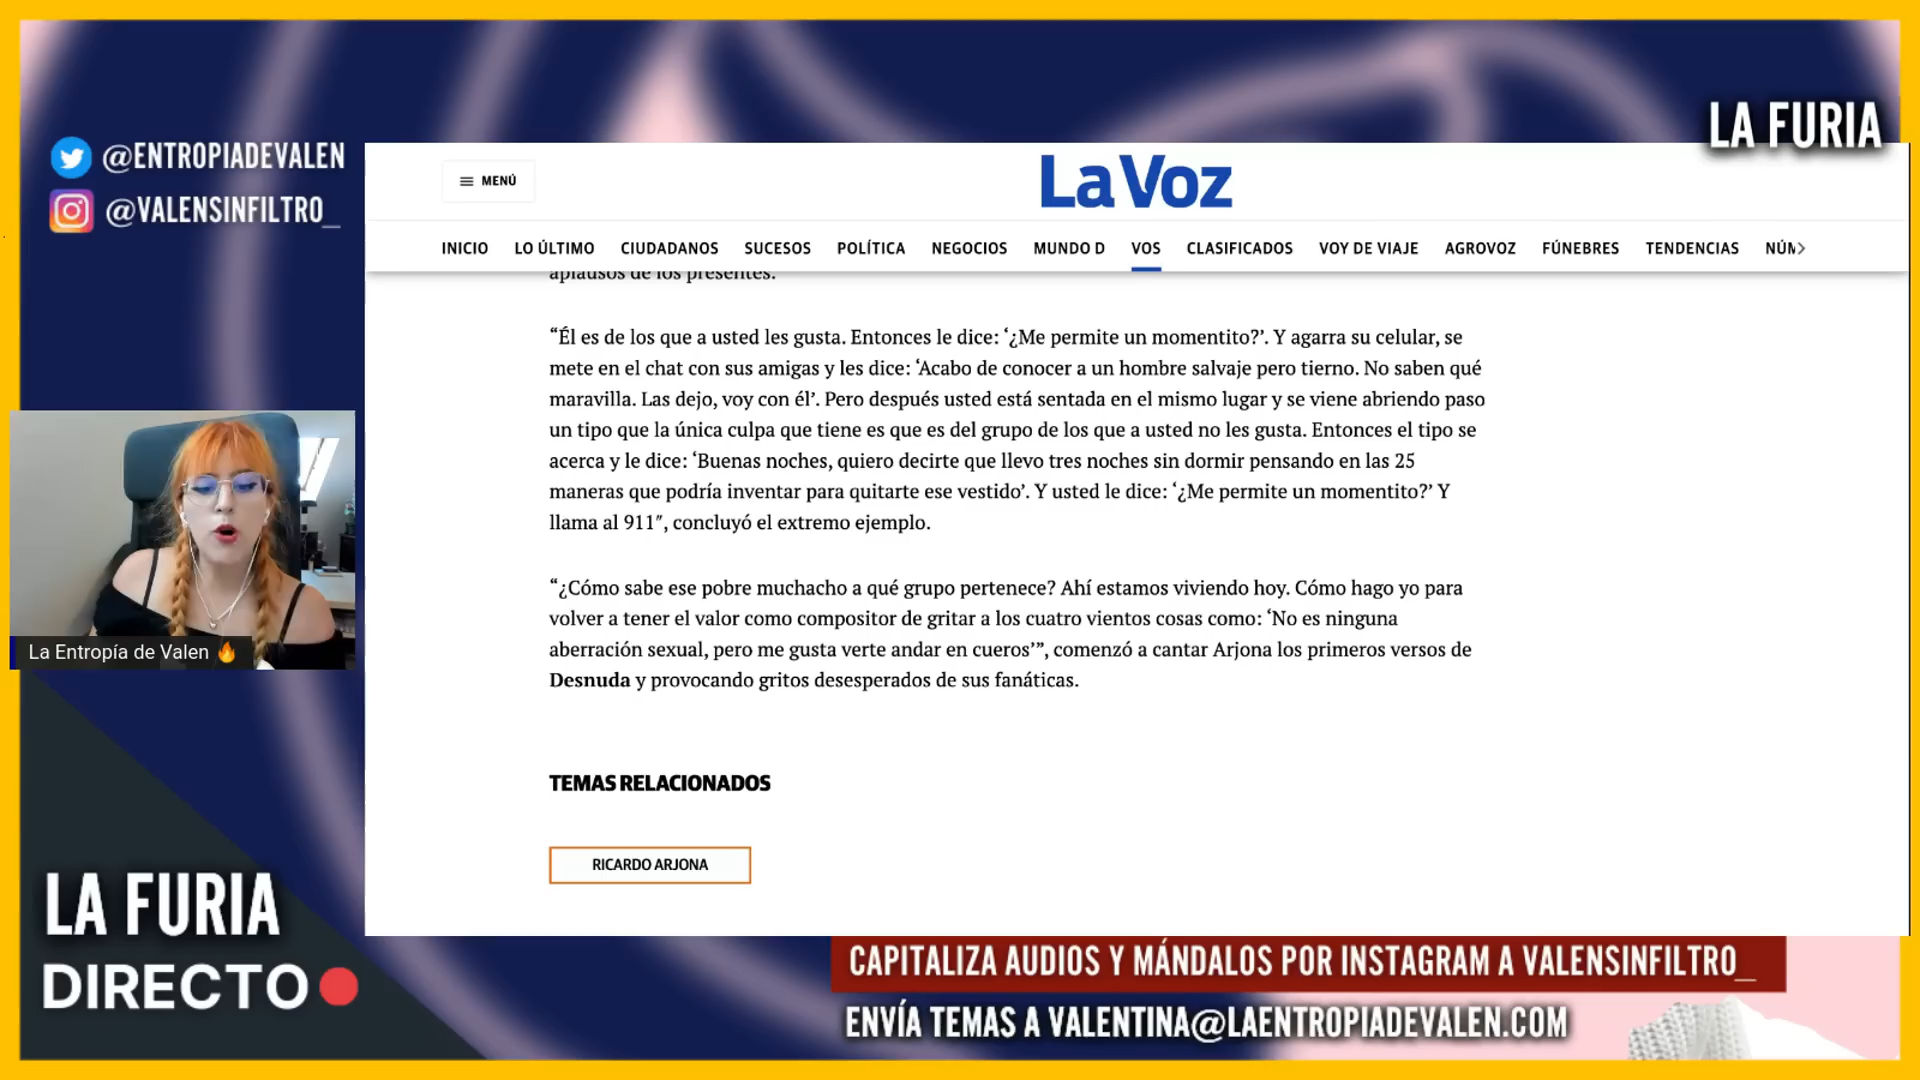 LA FURIA
@ENTROPIADEVALEN
@VALENSINFILTRO_
MENÚ
La Voz
INICIO LO ÚLTIMO CIUDADANOS SUCESOS POLÍTICA NEGOCIOS MUNDO D VOS CLASIFICADOS VOY DE VIAJE AGROVOZ FÚNEBRES TENDENCIAS
aplausos de los presentes.
“Él es de los que a usted les gusta. Entonces le dice: ‘¿Me permite un momentito?’. Y agarra su celular, se
mete en el chat con sus amigas y les dice: ‘Acabo de conocer a un hombre salvaje pero tierno. No saben qué
maravilla. Las dejo, voy con él’. Pero después usted está sentada en el mismo lugar y se viene abriendo paso
un tipo que la única culpa que tiene es que es del grupo de los que a usted no les gusta. Entonces el tipo se
acerca y le dice: ‘Buenas noches, quiero decirte que llevo tres noches sin dormir pensando en las 25
maneras que podría inventar para quitarte ese vestido’. Y usted le dice: ‘¿Me permite un momentito?’ Y
llama al 911″, concluyó el extremo ejemplo.
“¿Cómo sabe ese pobre muchacho a qué grupo pertenece? Ahí estamos viviendo hoy. Cómo hago yo para
volver a tener el valor como compositor de gritar a los cuatro vientos cosas como: ‘No es ninguna
aberración sexual, pero me gusta verte andar en cueros’”, comenzó a cantar Arjona los primeros versos de
Desnuda y provocando gritos desesperados de sus fanáticas.
TEMAS RELACIONADOS
RICARDO ARJONA
La Entropía de Valen 🔥
LA FURIA
DIRECTO
CAPITALIZA AUDIOS Y MÁNDALOS POR INSTAGRAM A VALENSINFILTRO_
ENVÍA TEMAS A VALENTINA@LAENTROPIADEVALEN.COM